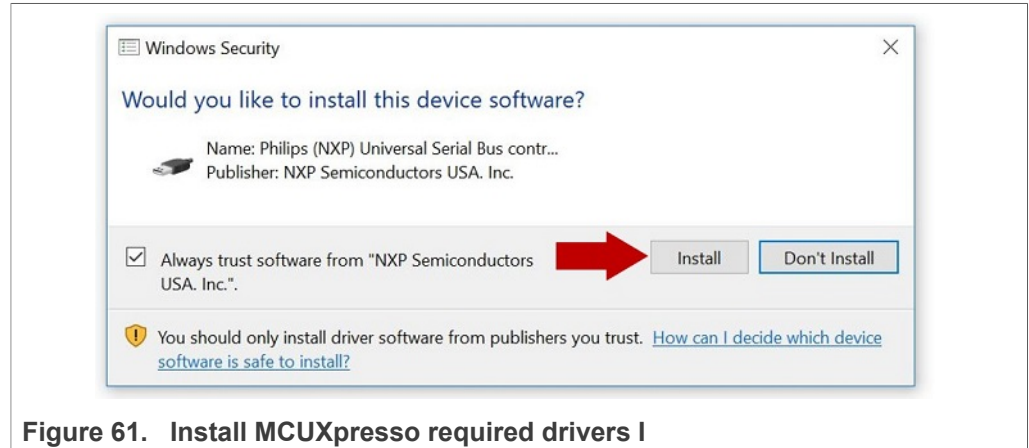 Windows Security
Would you like to install this device software?
Name: Philips (NXP) Universal Serial Bus contr...
Publisher: NXP Semiconductors USA. Inc.
Always trust software from "NXP Semiconductors
USA. Inc.".
Install
Don't Install
You should only install driver software from publishers you trust. How can I decide which device
software is safe to install?
Figure 61. Install MCUXpresso required drivers I